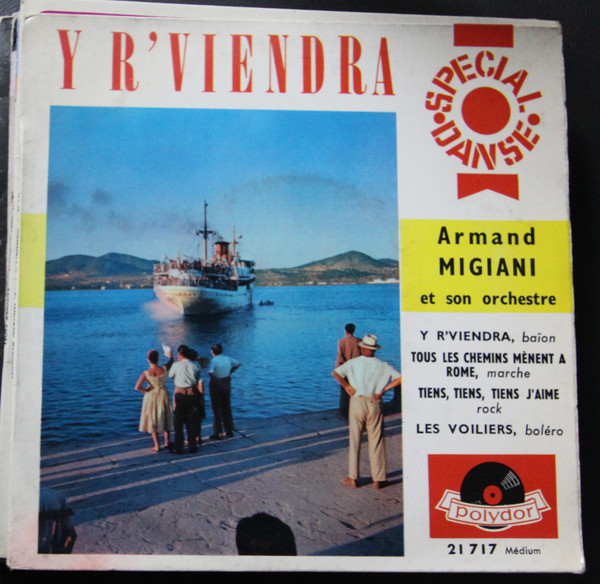 Y R'VIENDRA
SPECIAL
DANSE
Armand
MIGIANI
et son orchestre
Y R'VIENDRA, baïon
TOUS LES CHEMINS MÈNENT A
ROME, marche
TIENS, TIENS, TIENS J'AIME
rock
LES VOILIERS, boléro
polydor
21 717 Médium